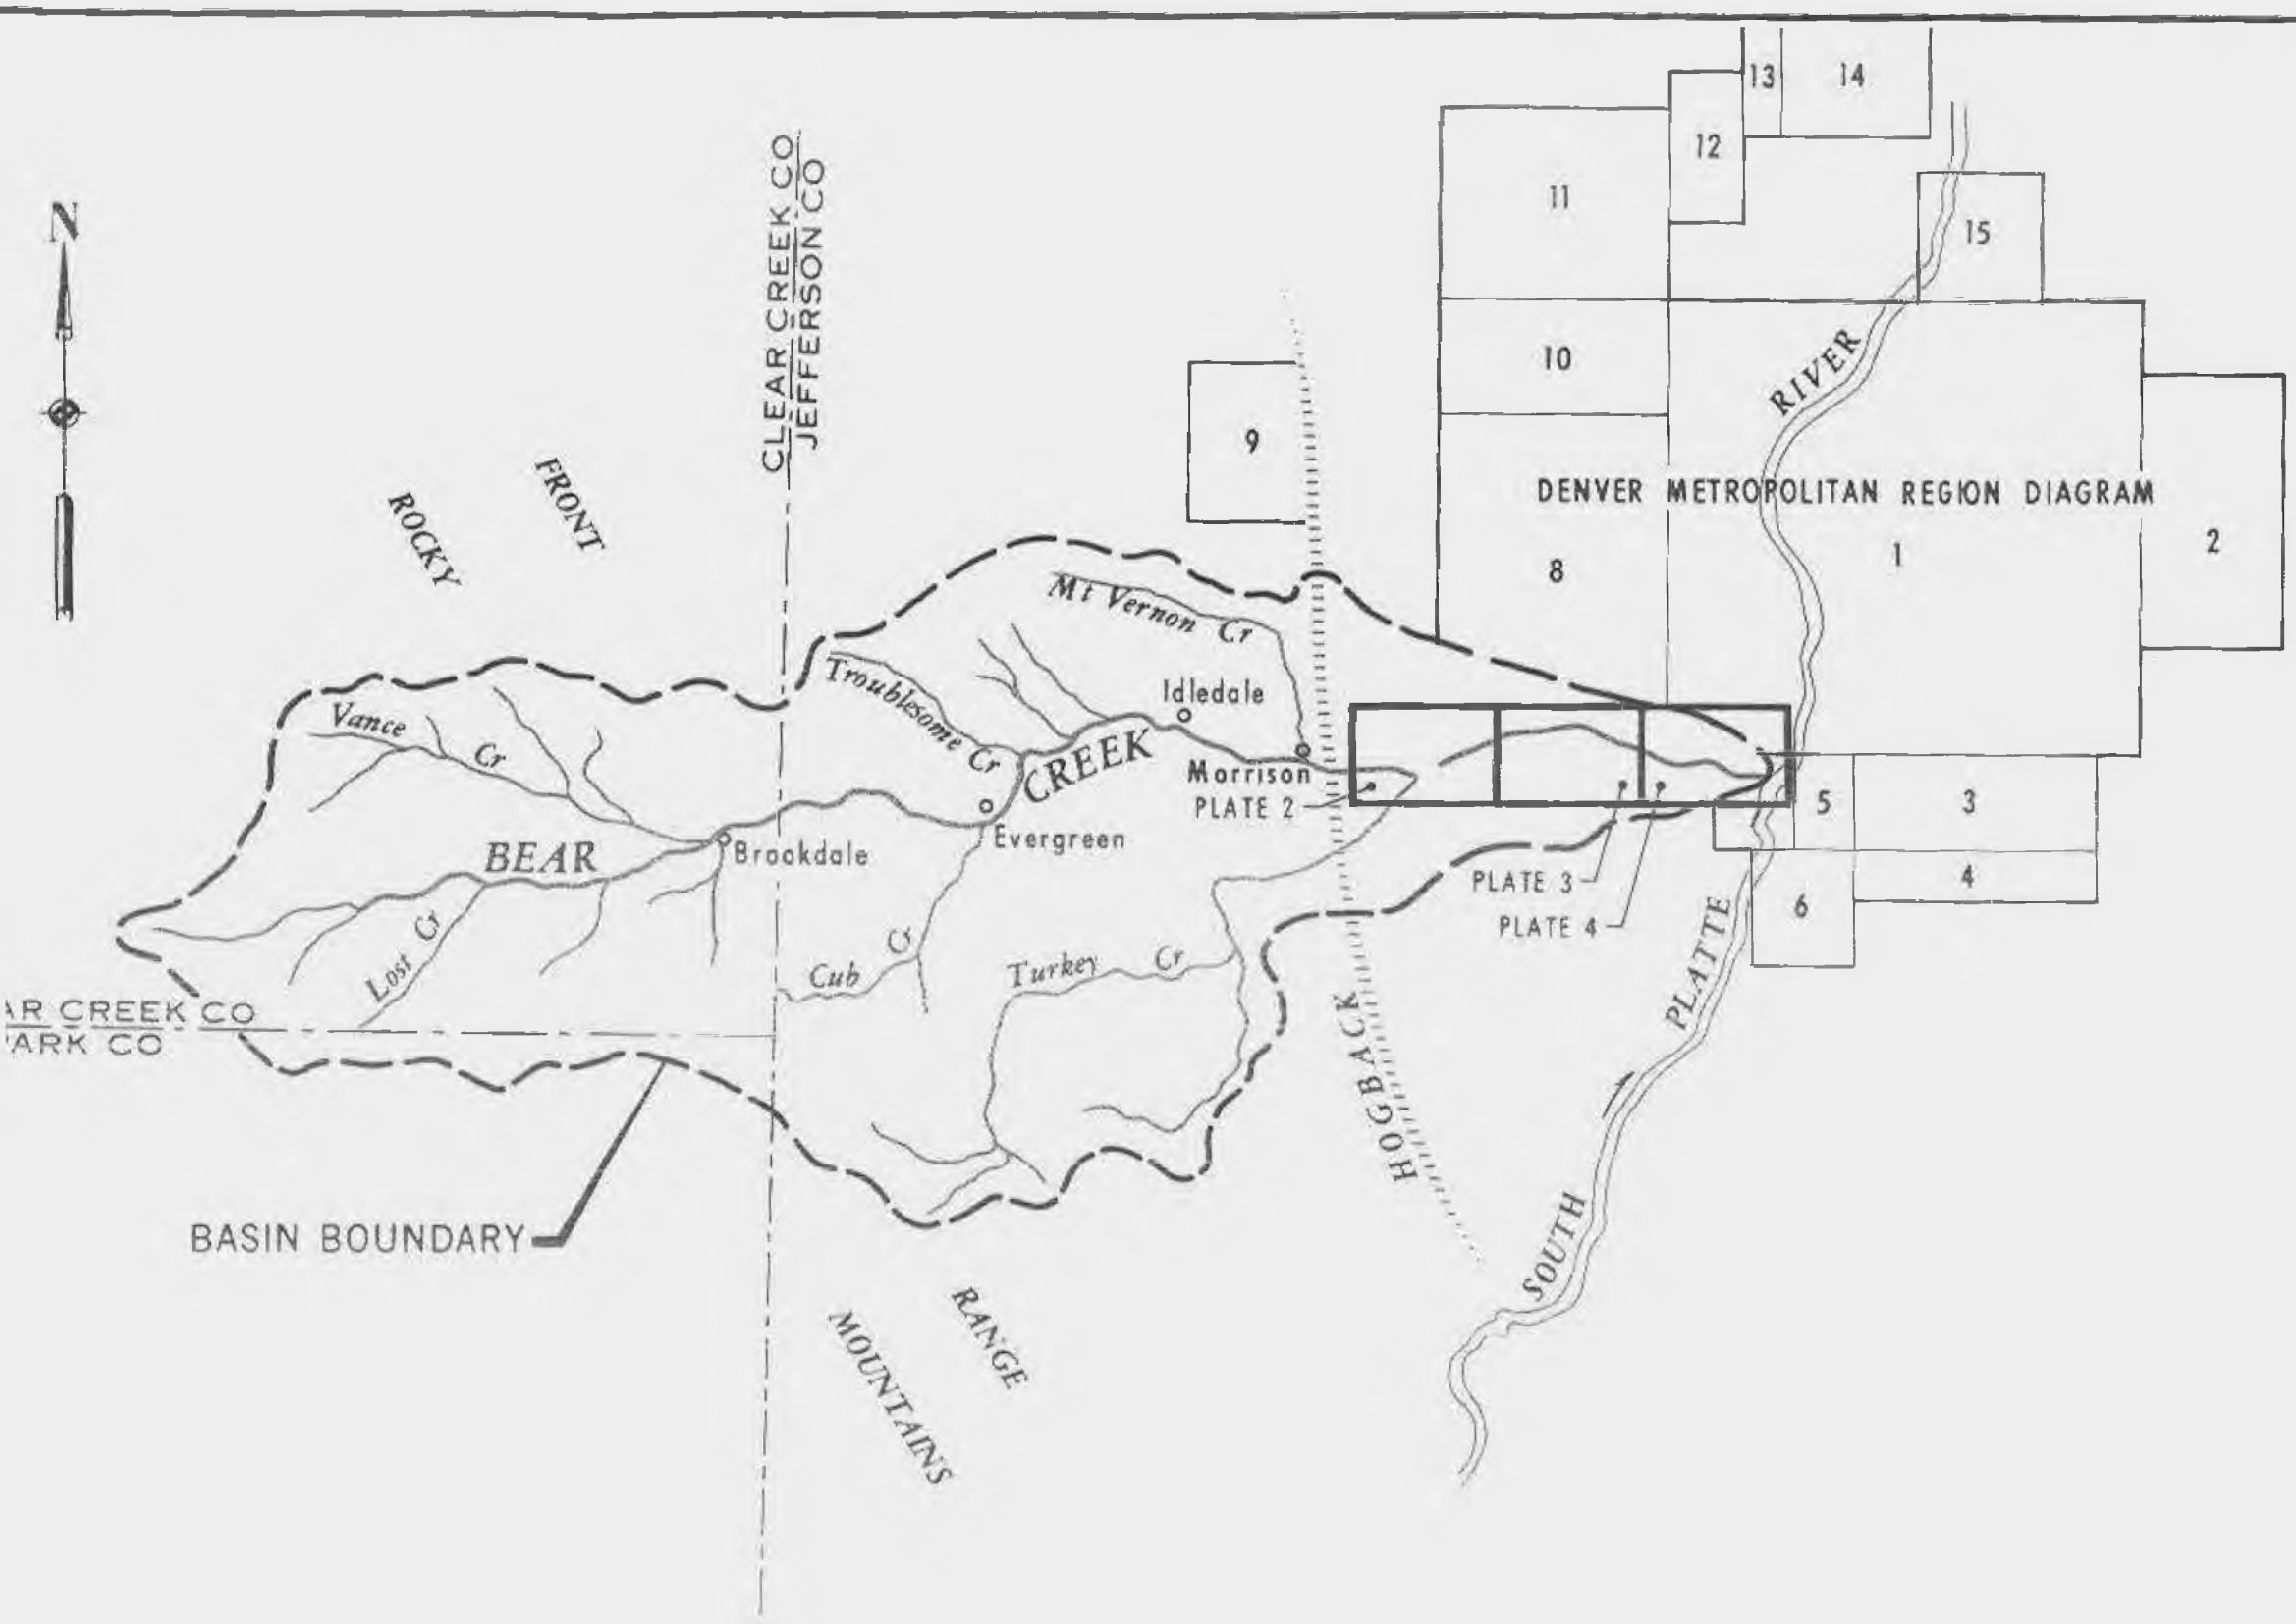 13
14
12
11
15
N
CLEAR CREEK CO
JEFFERSON CO
10
RIVER
9
FRONT
ROCKY
DENVER METROPOLITAN REGION DIAGRAM
8
1
2
Mt Vernon Cr
Troublesome Cr
Idledale
Vance Cr
CREEK
Morrison
PLATE 2
5
3
Brookdale
Evergreen
BEAR
PLATE 3
4
PLATE 4
6
Lost Cr
Cub Cr
Turkey Cr
PLATTE
AR CREEK CO
ARK CO
HOGBACK
BASIN BOUNDARY
SOUTH
RANGE
MOUNTAINS